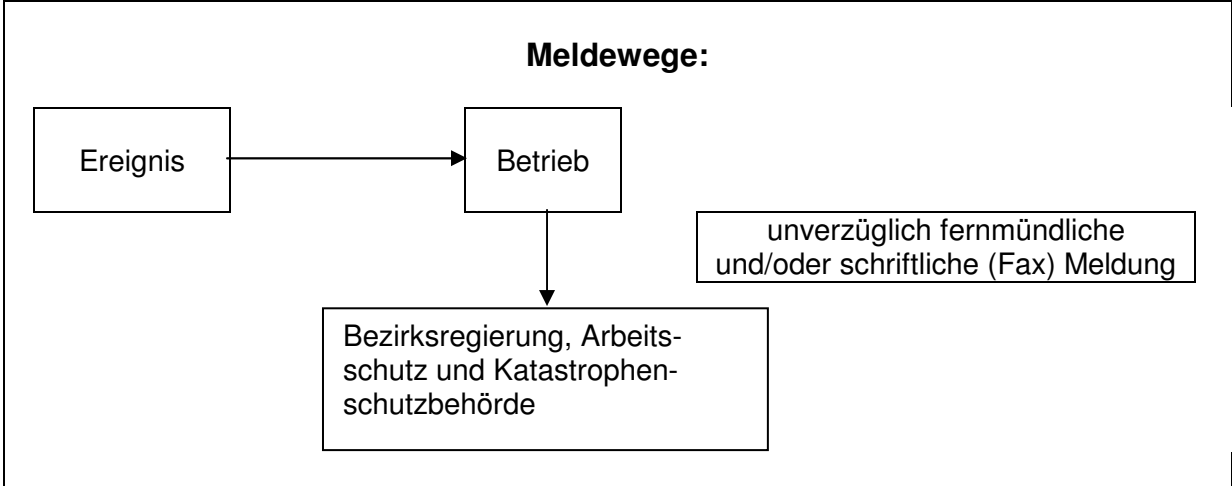 Meldewege:
Ereignis
Betrieb
unverzüglich fernmündliche
und/oder schriftliche (Fax) Meldung
Bezirksregierung, Arbeits-
schutz und Katastrophen-
schutzbehörde